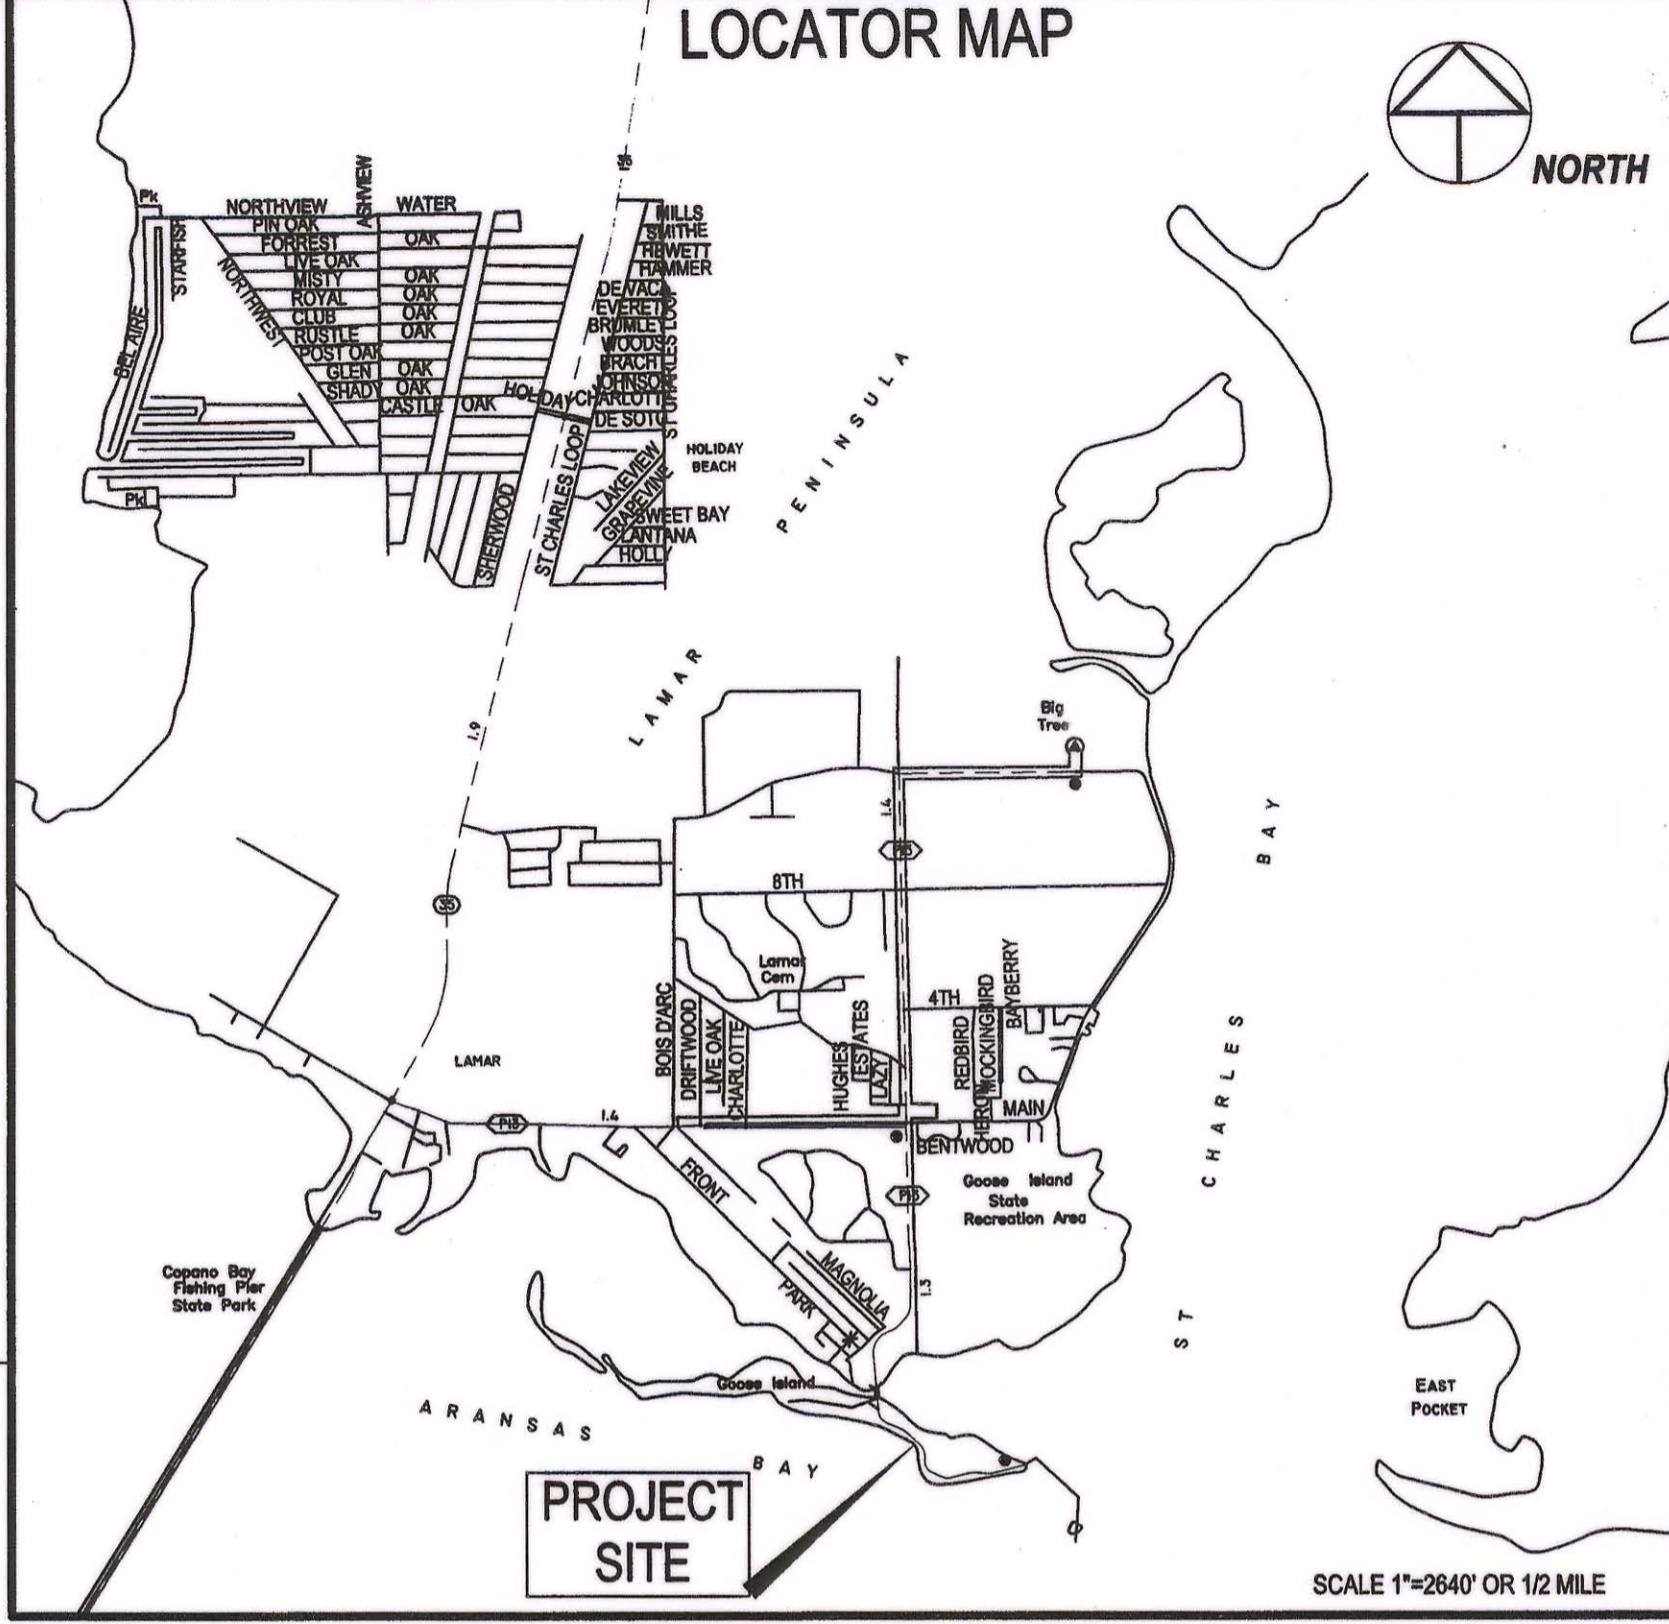 LOCATOR MAP
NORTH
35
Pk
NORTHVIEW
ASHVIEW
WATER
PIN OAK
FORREST
OAK
LIVE OAK
MISTY
OAK
ROYAL
OAK
CLUB
OAK
RUSTLE
OAK
POST OAK
GLEN
OAK
SHADY
OAK
CASTLE OAK
STARFISH
NORTHWEST
BEL AIRE
Pk
MILLS
SMITHE
HEWETT
HAMMER
DE VACA
EVERET
BRUMLEY
WOODS
BRACHT
JOHNSON
CHARLOTTE
DE SOTO
HOLIDAY
ST CHARLES LOOP
ST CHARLES LOOP
SHERWOOD
LAKEVIEW
GRAPEVINE
SWEET BAY
LANTANA
HOLLY
HOLIDAY
BEACH
LAMAR
PENINSULA
1.9
Big
Tree
1.4
P13
35
8TH
Lamar
Cem
4TH
BOIS D'ARC
DRIFTWOOD
LIVE OAK
CHARLOTTE
HUGHES
ESTATES
LAZY
REDBIRD
MOCKINGBIRD
BAYBERRY
HERON
MAIN
BENTWOOD
LAMAR
P13
1.4
FRONT
P13
Goose Island
State
Recreation Area
MAGNOLIA
PARK
1.3
Copano Bay
Fishing Pier
State Park
Goose Island
ARANSAS
BAY
ST CHARLES BAY
EAST
POCKET
PROJECT
SITE
SCALE 1"=2640' OR 1/2 MILE